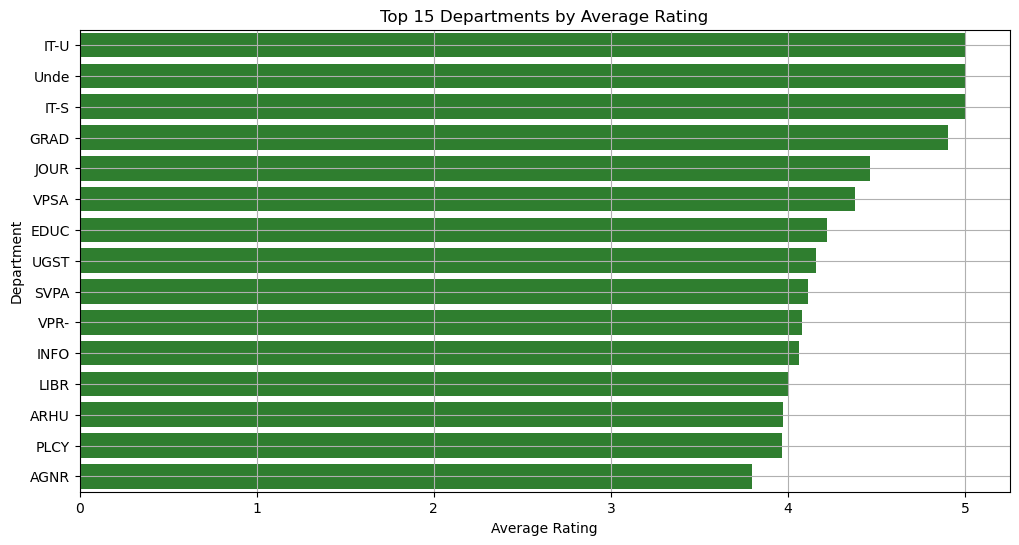 Top 15 Departments by Average Rating
IT-U
Unde
IT-S
GRAD
JOUR
VPSA
EDUC
UGST
SVPA
VPR-
INFO
LIBR
ARHU
PLCY
AGNR
Department
0 1 2 3 4 5
Average Rating